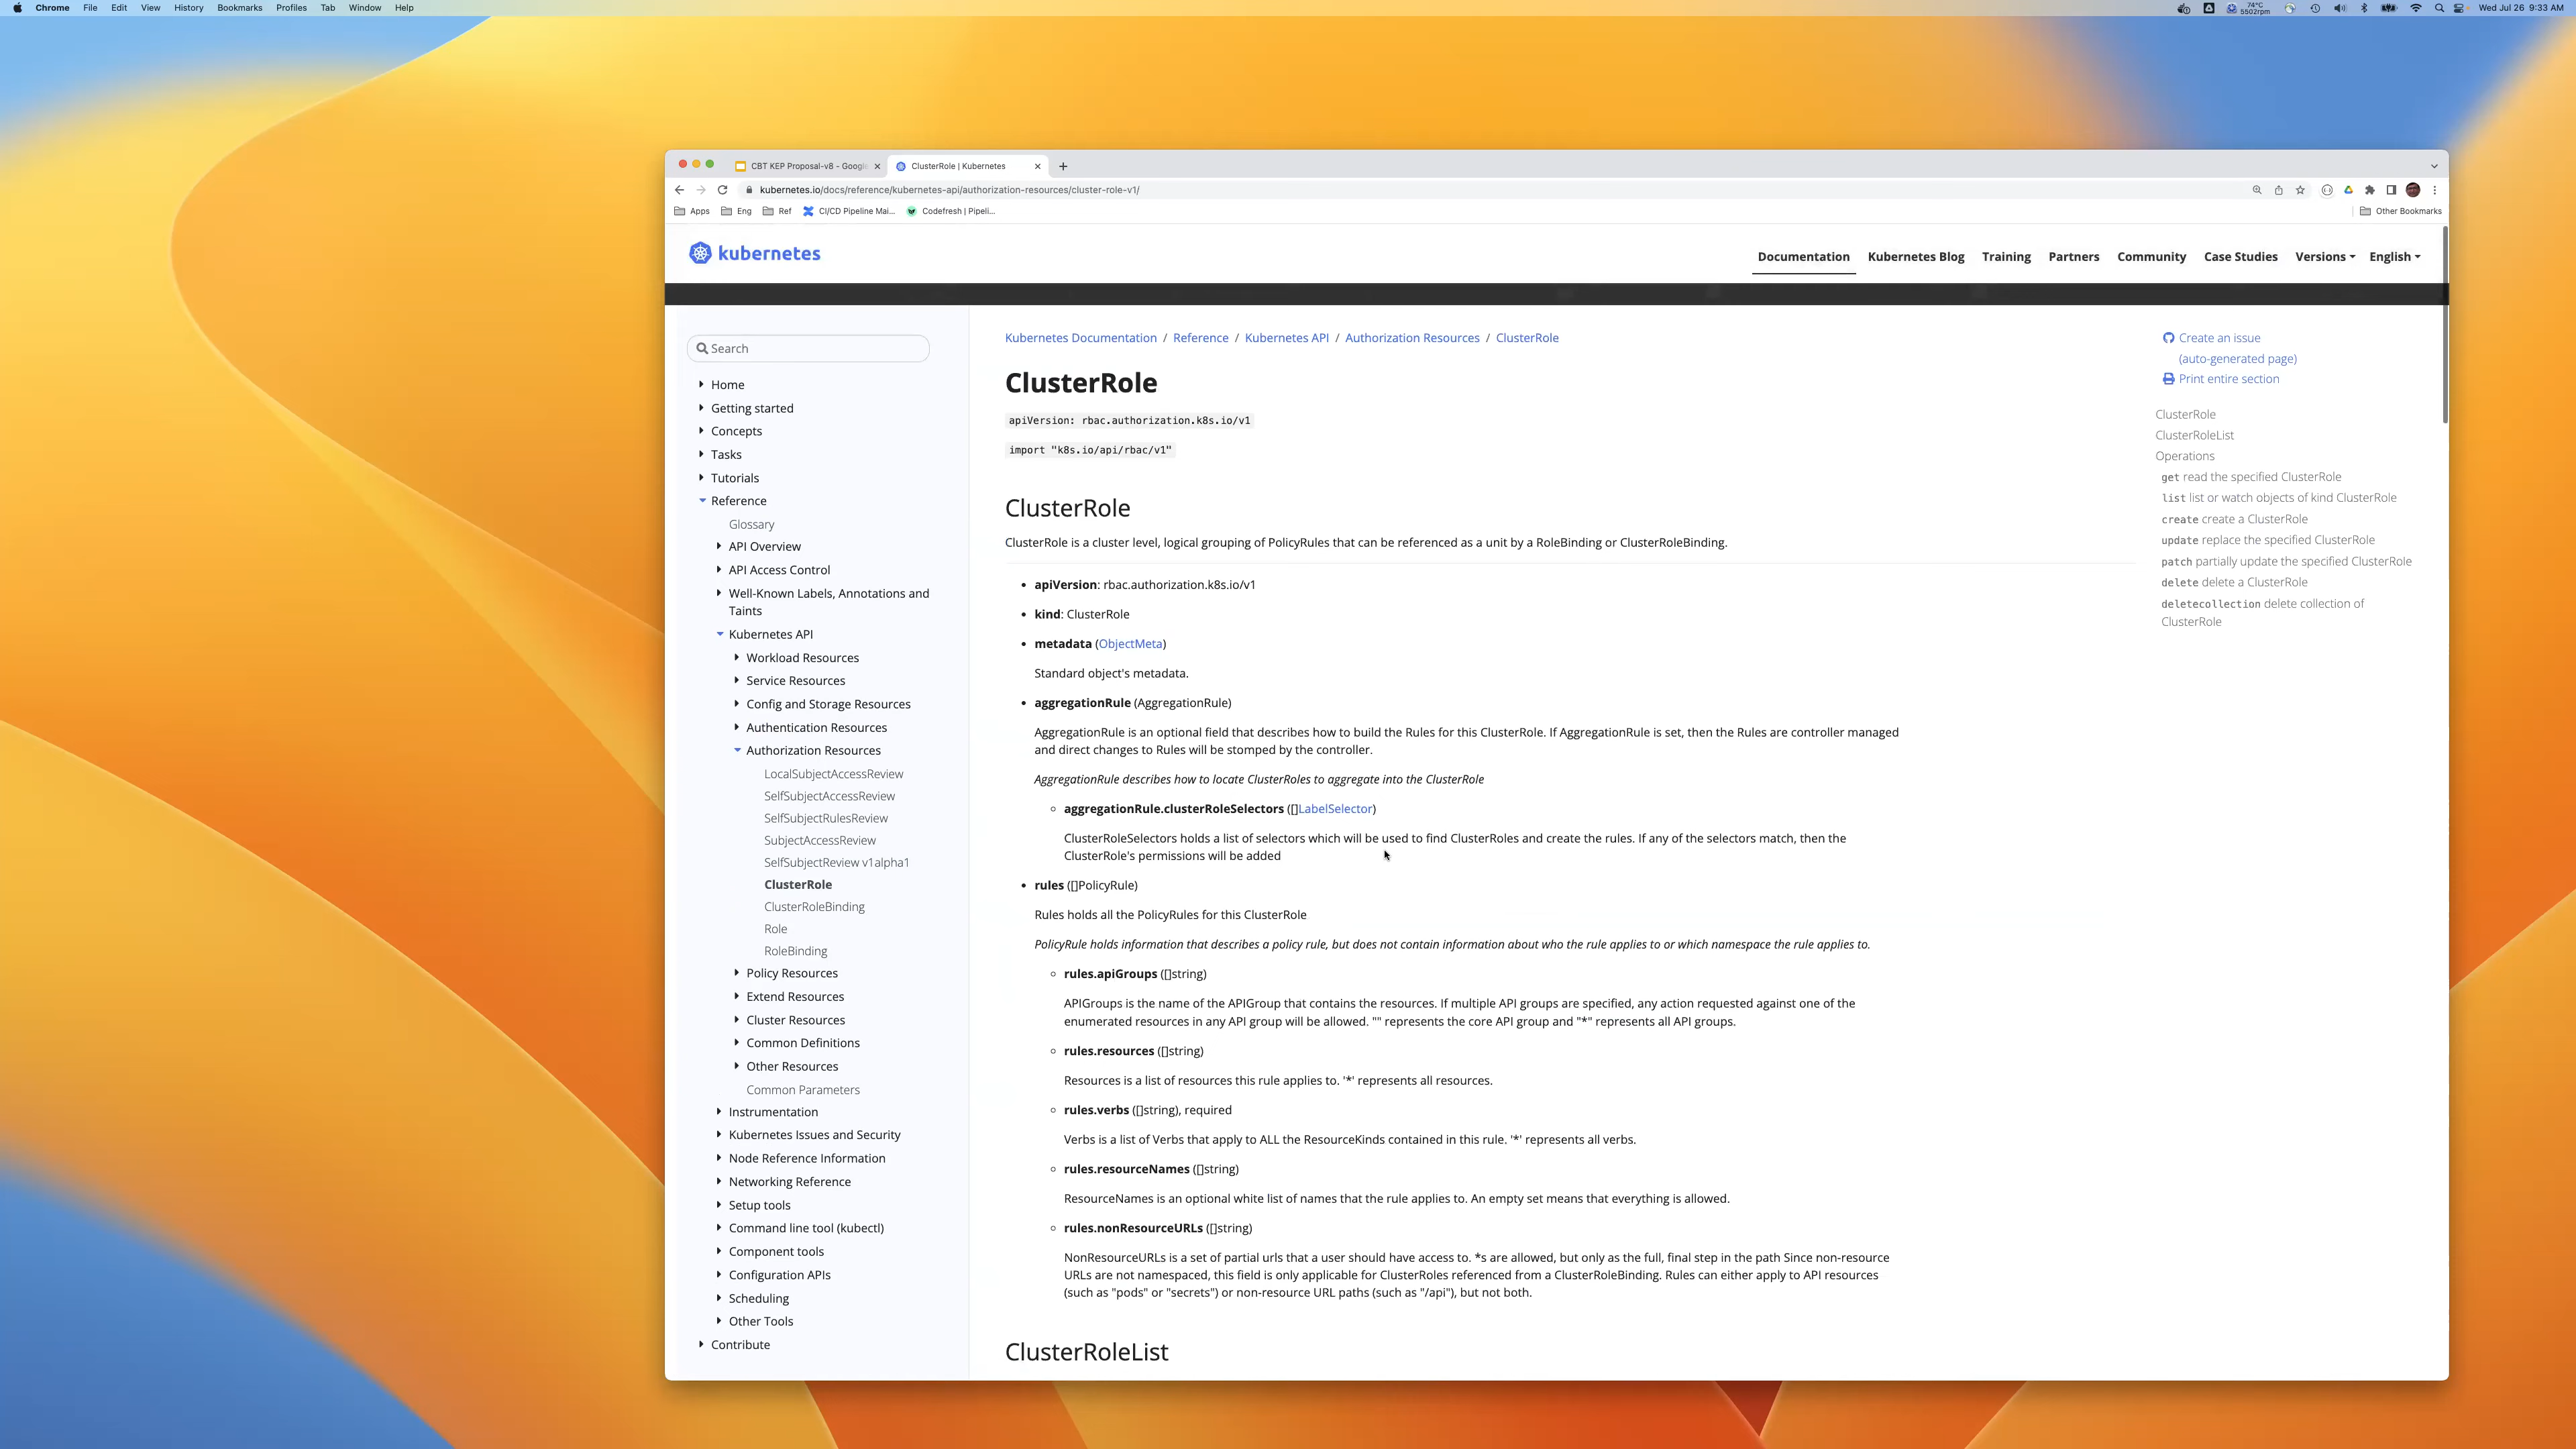 Chrome File Edit View History Bookmarks Profiles Tab Window Help
74°C
5502rpm
Wed Jul 26 9:33 AM
CBT KEP Proposal-v8 - Google
ClusterRole | Kubernetes
kubernetes.io/docs/reference/kubernetes-api/authorization-resources/cluster-role-v1/
Apps Eng Ref CI/CD Pipeline Mai... Codefresh | Pipeli... Other Bookmarks
kubernetes
Documentation Kubernetes Blog Training Partners Community Case Studies Versions English
Search
Home
Getting started
Concepts
Tasks
Tutorials
Reference
Glossary
API Overview
API Access Control
Well-Known Labels, Annotations and
Taints
Kubernetes API
Workload Resources
Service Resources
Config and Storage Resources
Authentication Resources
Authorization Resources
LocalSubjectAccessReview
SelfSubjectAccessReview
SelfSubjectRulesReview
SubjectAccessReview
SelfSubjectReview v1alpha1
ClusterRole
ClusterRoleBinding
Role
RoleBinding
Policy Resources
Extend Resources
Cluster Resources
Common Definitions
Other Resources
Common Parameters
Instrumentation
Kubernetes Issues and Security
Node Reference Information
Networking Reference
Setup tools
Command line tool (kubectl)
Component tools
Configuration APIs
Scheduling
Other Tools
Contribute
Kubernetes Documentation / Reference / Kubernetes API / Authorization Resources / ClusterRole
ClusterRole
apiVersion: rbac.authorization.k8s.io/v1
import "k8s.io/api/rbac/v1"
ClusterRole
ClusterRole is a cluster level, logical grouping of PolicyRules that can be referenced as a unit by a RoleBinding or ClusterRoleBinding.
• apiVersion: rbac.authorization.k8s.io/v1
• kind: ClusterRole
• metadata (ObjectMeta)
Standard object's metadata.
• aggregationRule (AggregationRule)
AggregationRule is an optional field that describes how to build the Rules for this ClusterRole. If AggregationRule is set, then the Rules are controller managed
and direct changes to Rules will be stomped by the controller.
AggregationRule describes how to locate ClusterRoles to aggregate into the ClusterRole
◦ aggregationRule.clusterRoleSelectors ([]LabelSelector)
ClusterRoleSelectors holds a list of selectors which will be used to find ClusterRoles and create the rules. If any of the selectors match, then the
ClusterRole's permissions will be added
• rules ([]PolicyRule)
Rules holds all the PolicyRules for this ClusterRole
PolicyRule holds information that describes a policy rule, but does not contain information about who the rule applies to or which namespace the rule applies to.
◦ rules.apiGroups ([]string)
APIGroups is the name of the APIGroup that contains the resources. If multiple API groups are specified, any action requested against one of the
enumerated resources in any API group will be allowed. "" represents the core API group and "*" represents all API groups.
◦ rules.resources ([]string)
Resources is a list of resources this rule applies to. '*' represents all resources.
◦ rules.verbs ([]string), required
Verbs is a list of Verbs that apply to ALL the ResourceKinds contained in this rule. '*' represents all verbs.
◦ rules.resourceNames ([]string)
ResourceNames is an optional white list of names that the rule applies to. An empty set means that everything is allowed.
◦ rules.nonResourceURLs ([]string)
NonResourceURLs is a set of partial urls that a user should have access to. *s are allowed, but only as the full, final step in the path Since non-resource
URLs are not namespaced, this field is only applicable for ClusterRoles referenced from a ClusterRoleBinding. Rules can either apply to API resources
(such as "pods" or "secrets") or non-resource URL paths (such as "/api"), but not both.
ClusterRoleList
Create an issue
(auto-generated page)
Print entire section
ClusterRole
ClusterRoleList
Operations
get read the specified ClusterRole
list list or watch objects of kind ClusterRole
create create a ClusterRole
update replace the specified ClusterRole
patch partially update the specified ClusterRole
delete delete a ClusterRole
deletecollection delete collection of
ClusterRole